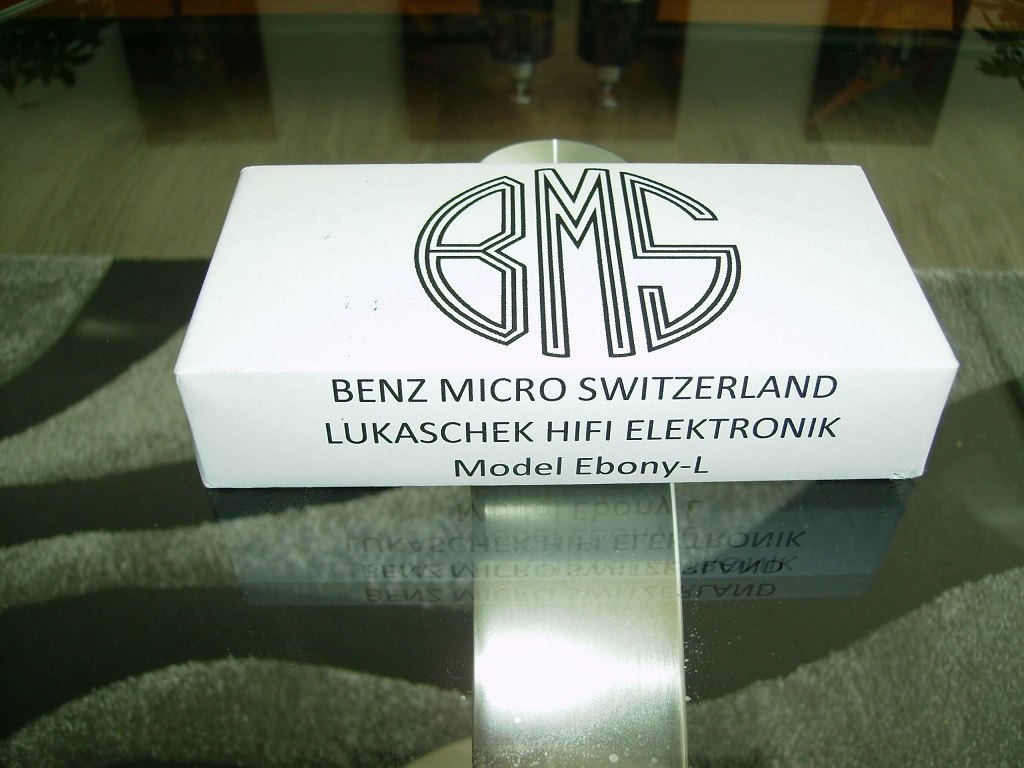 BMS
BENZ MICRO SWITZERLAND
LUKASCHEK HIFI ELEKTRONIK
Model Ebony-L